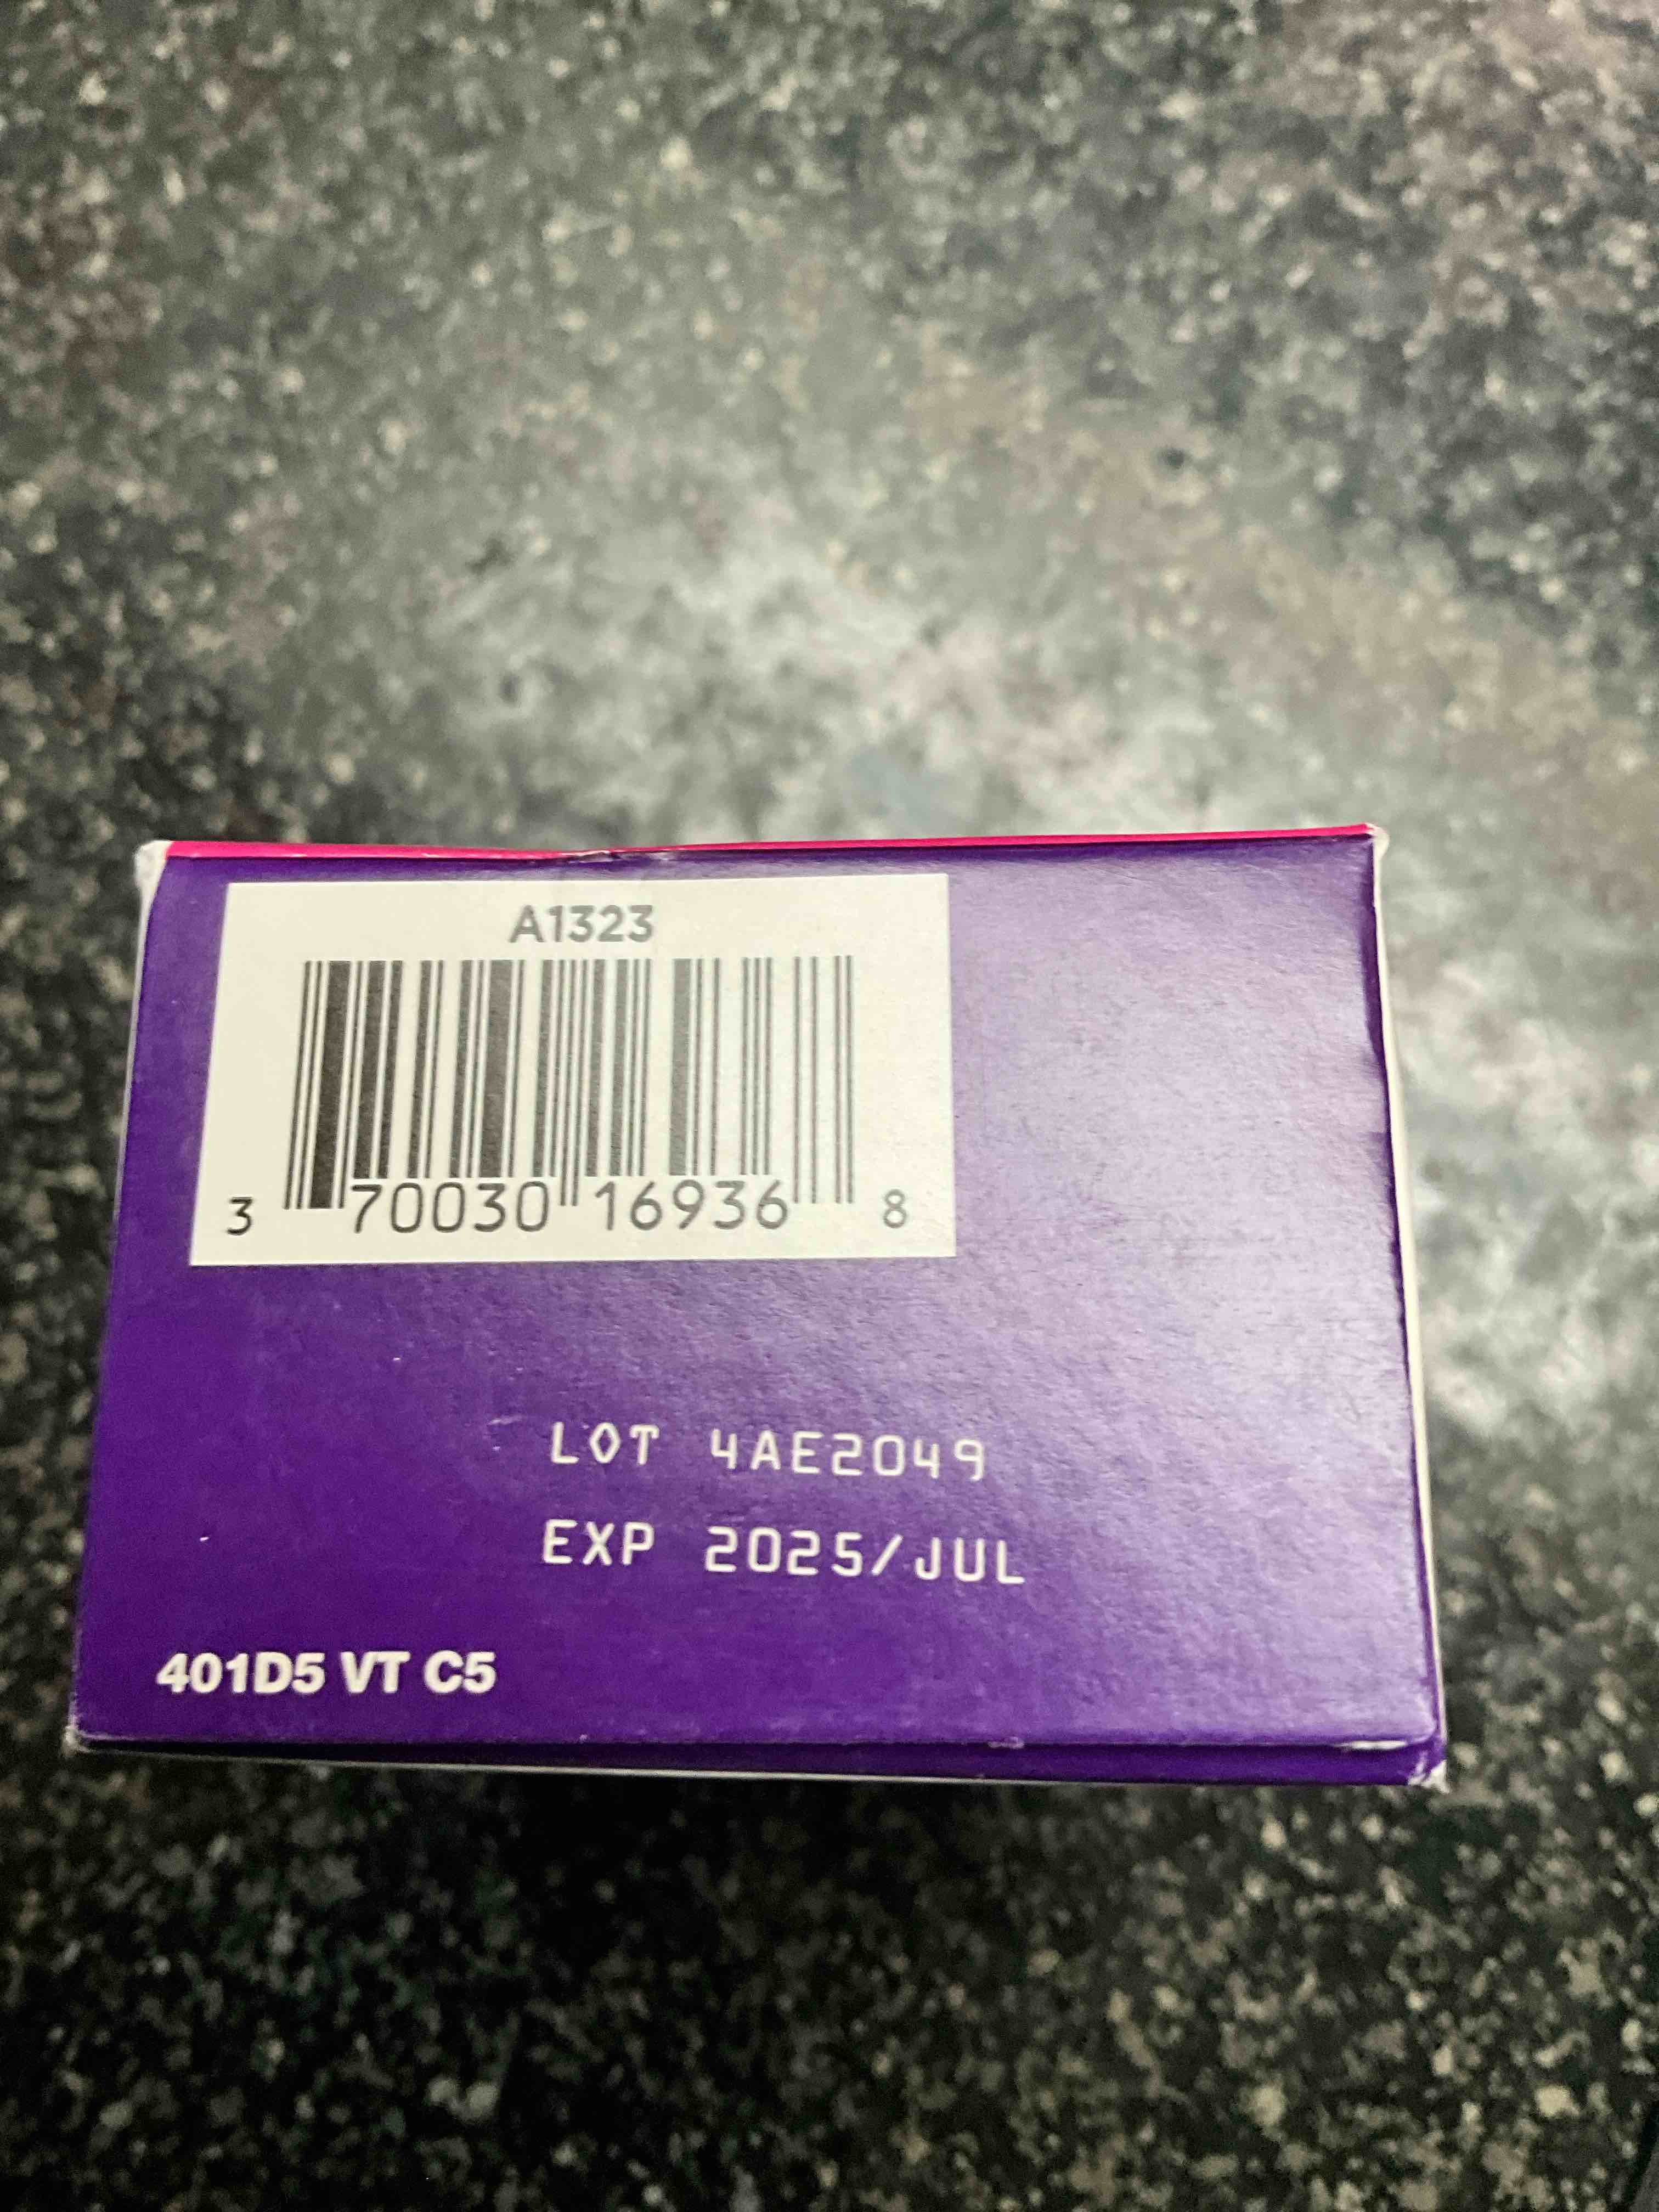 A1323
3 70030 16936 8
LOT 4AE2049
EXP 2025/JUL
401D5 VT C5